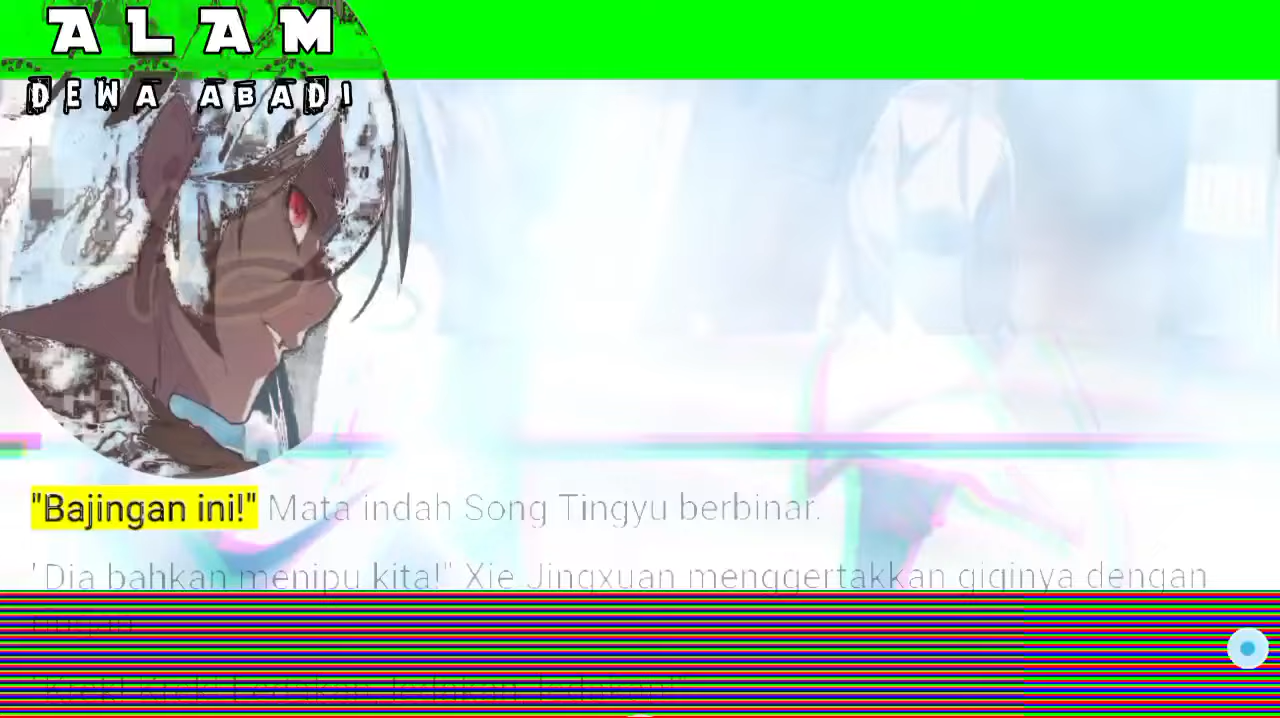 ALAM
DEWA ABADI
"Bajingan ini!" Mata indah Song Tingyu berbinar.
'Dia bahkan menipu kita!" Xie Jingxuan menggertakkan giginya dengan